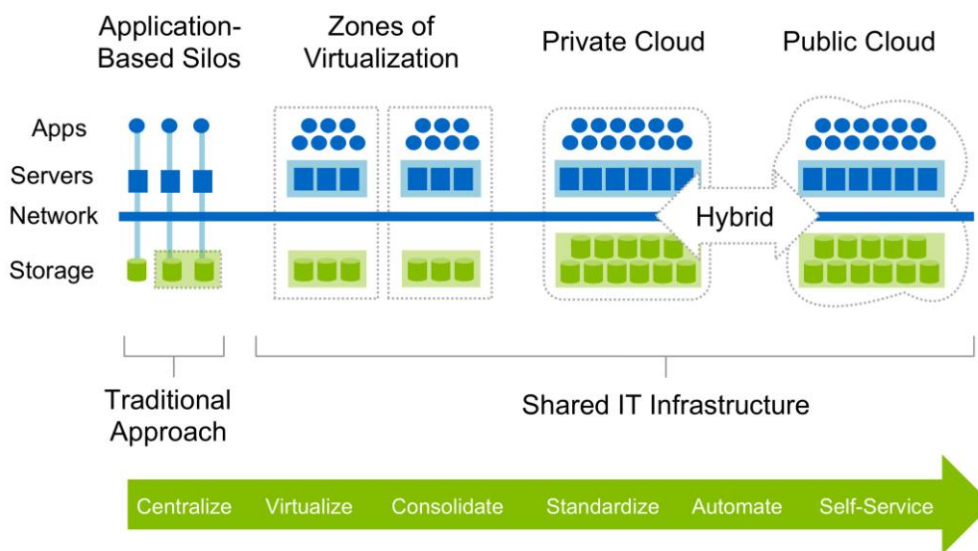 Application-
Based Silos
Zones of
Virtualization
Private Cloud
Public Cloud
Apps
Servers
Network
Storage
Hybrid
Traditional
Approach
Shared IT Infrastructure
Centralize Virtualize Consolidate Standardize Automate Self-Service